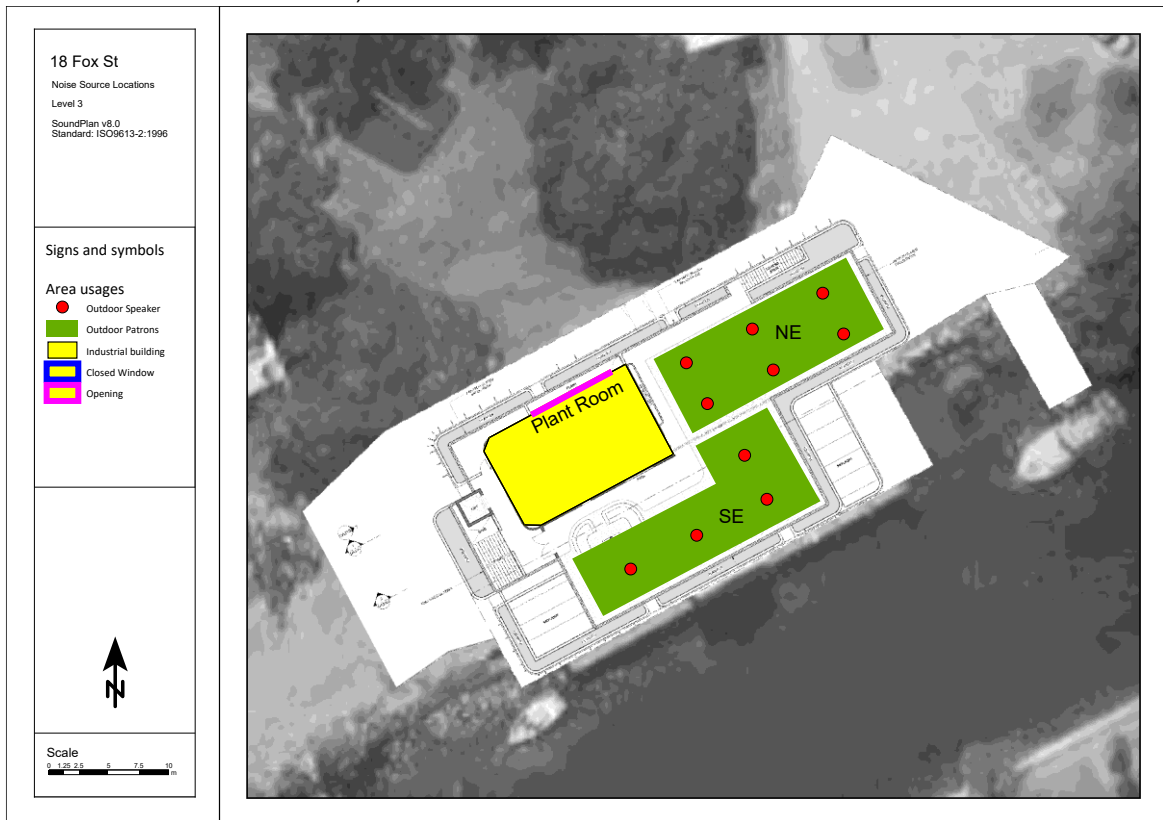 18 Fox St
Noise Source Locations
Level 3
SoundPlan v8.0
Standard: ISO9613-2:1996
Signs and symbols
Area usages
Outdoor Speaker
Outdoor Patrons
Industrial building
Closed Window
Opening
N
Scale
0 1.25 2.5 5 7.5 10
m
NE
Plant Room
SE